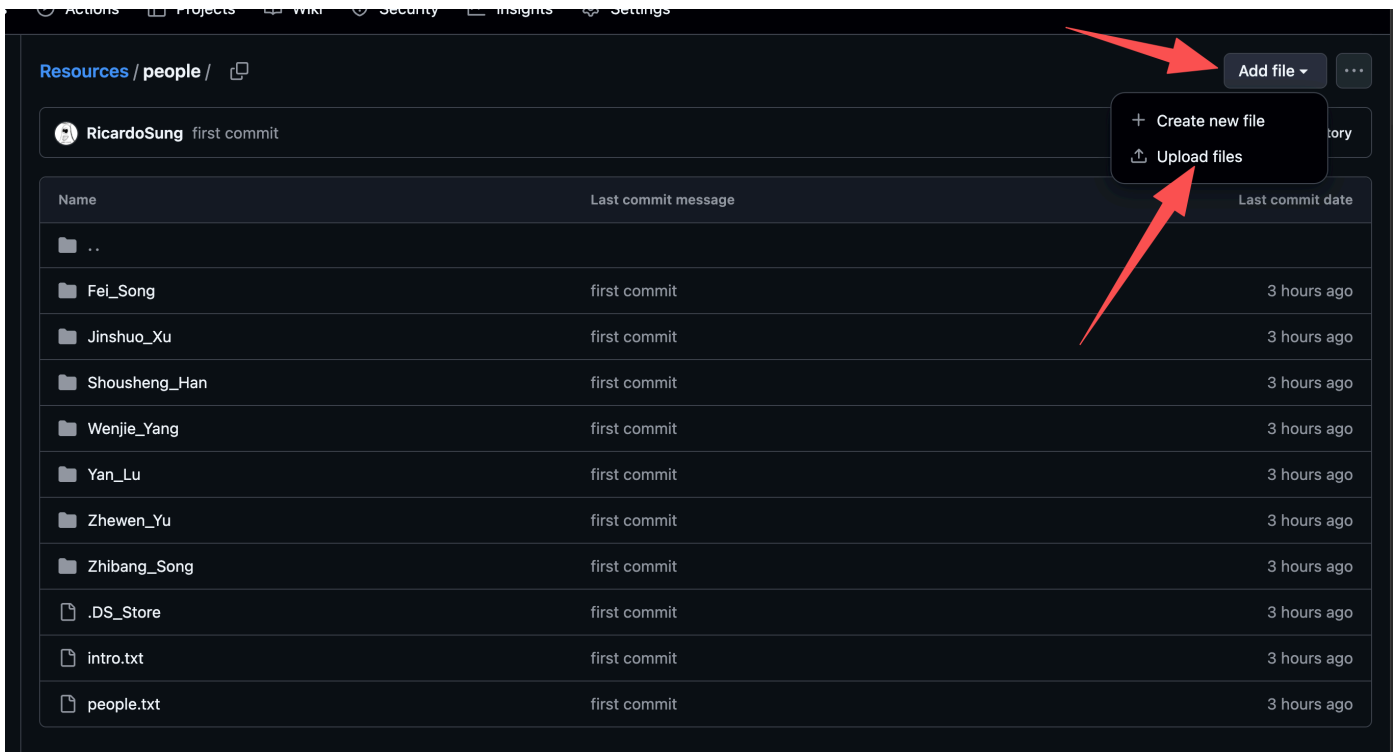 Actions Projects Wiki Security Insights Settings
Resources / people /
Add file
RicardoSung first commit
tory
Create new file
Upload files
Name Last commit message Last commit date
..
Fei_Song first commit 3 hours ago
Jinshuo_Xu first commit 3 hours ago
Shousheng_Han first commit 3 hours ago
Wenjie_Yang first commit 3 hours ago
Yan_Lu first commit 3 hours ago
Zhewen_Yu first commit 3 hours ago
Zhibang_Song first commit 3 hours ago
.DS_Store first commit 3 hours ago
intro.txt first commit 3 hours ago
people.txt first commit 3 hours ago